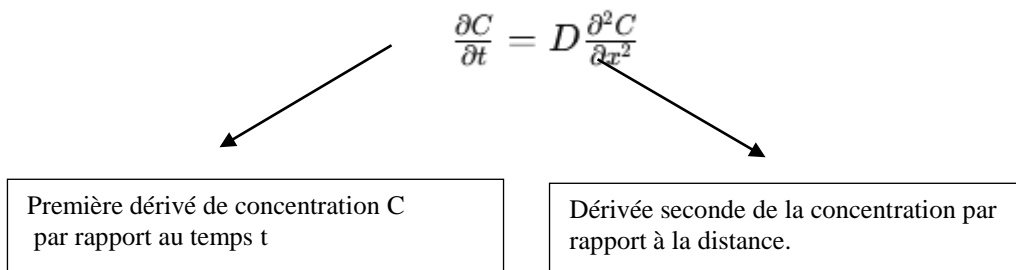 ∂C/∂t = D ∂²C/∂x²
Première dérivé de concentration C
par rapport au temps t
Dérivée seconde de la concentration par
rapport à la distance.